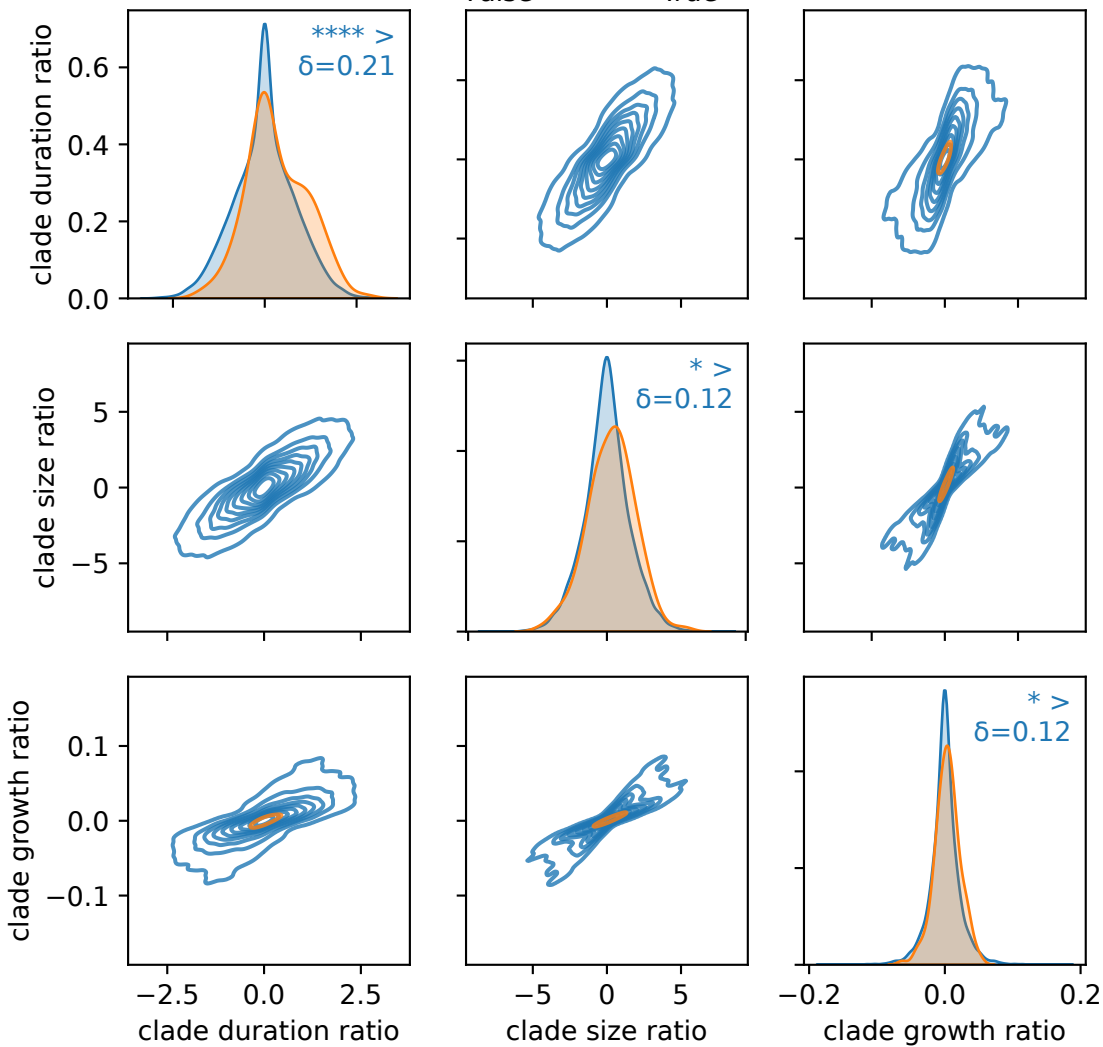 **** >
δ=0.21
clade duration ratio
0.6
0.4
0.2
0.0
* >
δ=0.12
clade size ratio
5
0
−5
* >
δ=0.12
clade growth ratio
0.1
0.0
−0.1
−2.5 0.0 2.5 −5 0 5 −0.2 0.0 0.2
clade duration ratio clade size ratio clade growth ratio